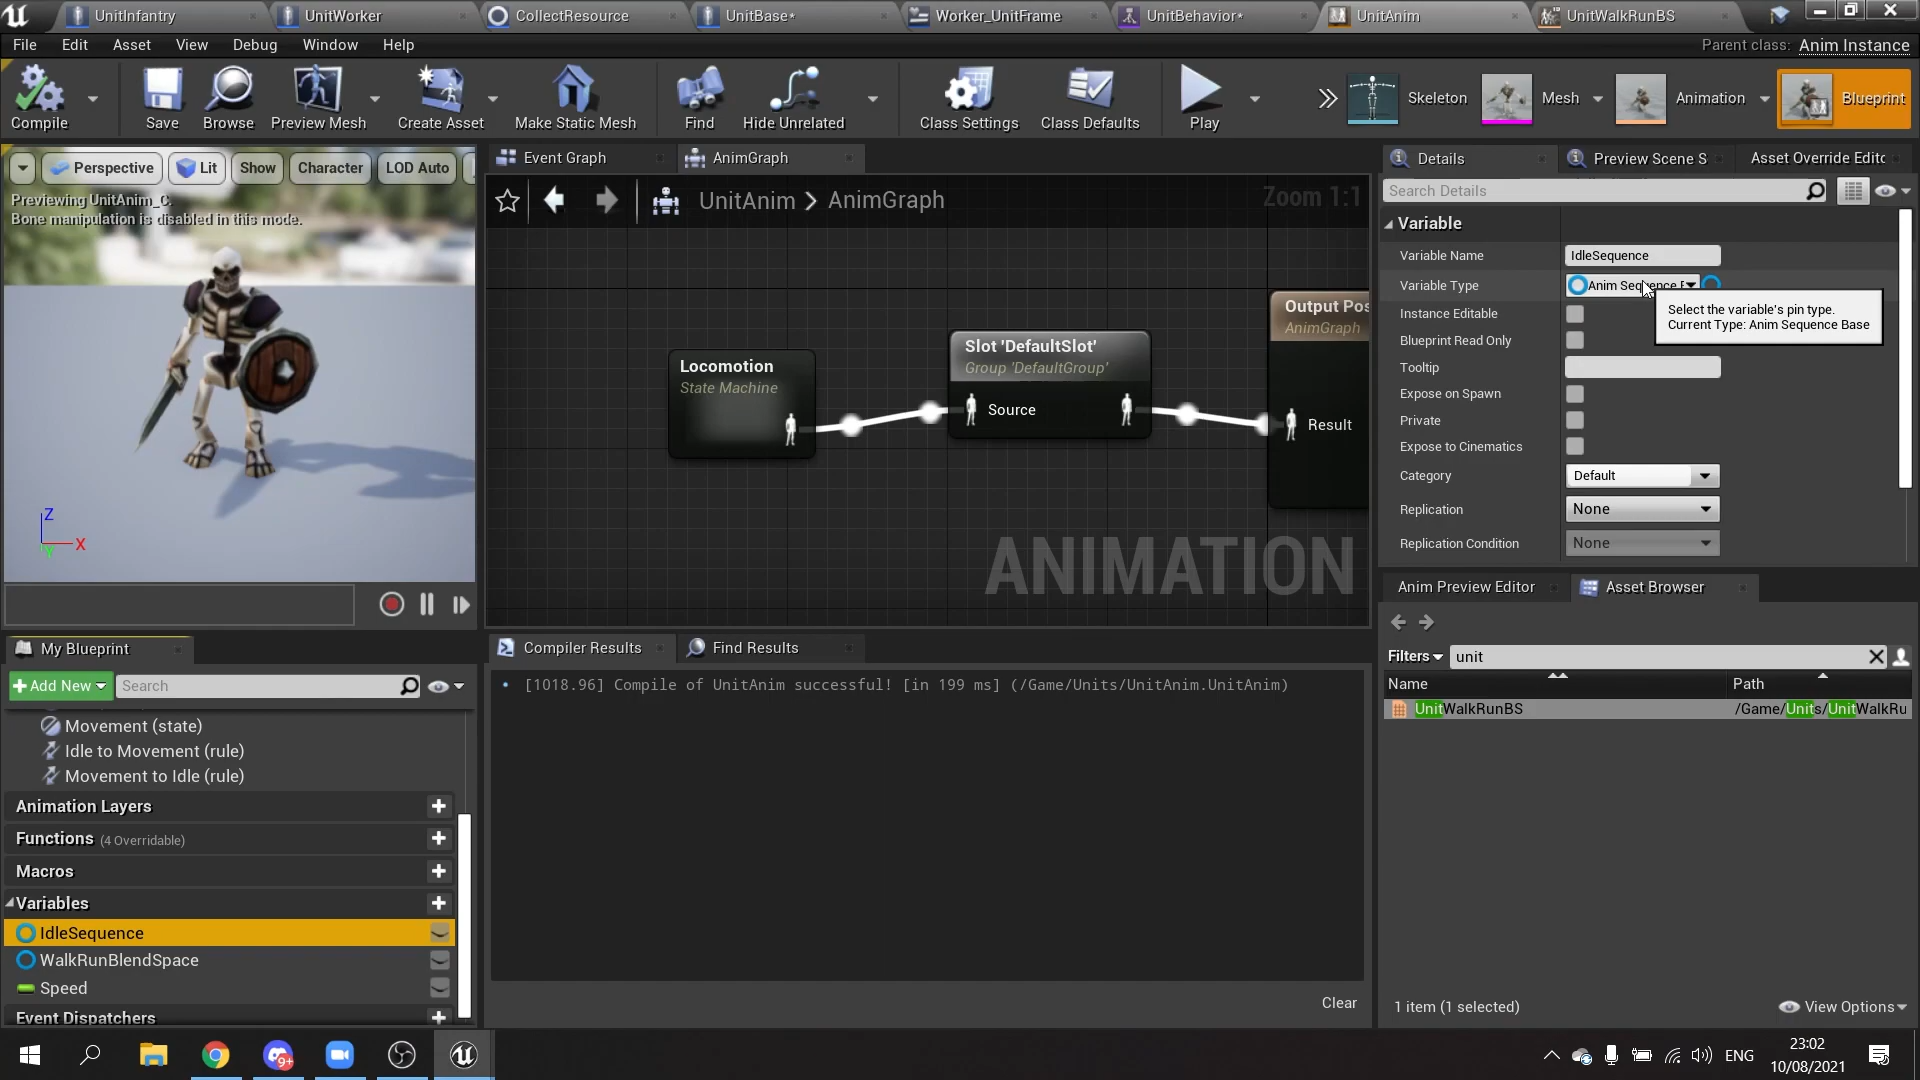 UnitInfantry
UnitWorker
CollectResource
UnitBase*
Worker_UnitFrame
UnitBehavior*
UnitAnim
UnitWalkRunBS
File Edit Asset View Debug Window Help
Parent class: Anim Instance
Compile
Save
Browse
Preview Mesh
Create Asset
Make Static Mesh
Find
Hide Unrelated
Class Settings
Class Defaults
Play
Skeleton
Mesh
Animation
Blueprint
Perspective
Lit
Show
Character
LOD Auto
Previewing UnitAnim_C.
Bone manipulation is disabled in this mode.
Z
X
Y
Event Graph
AnimGraph
UnitAnim > AnimGraph
Zoom 1:1
Locomotion
State Machine
Slot 'DefaultSlot'
Group 'DefaultGroup'
Source
Output Pos
AnimGraph
Result
ANIMATION
Details
Preview Scene S
Asset Override Edito
Search Details
Variable
Variable Name IdleSequence
Variable Type Anim Sequence
Select the variable's pin type.
Current Type: Anim Sequence Base
Instance Editable
Blueprint Read Only
Tooltip
Expose on Spawn
Private
Expose to Cinematics
Category Default
Replication None
Replication Condition None
My Blueprint
+Add New
Search
Movement (state)
Idle to Movement (rule)
Movement to Idle (rule)
Animation Layers
Functions (4 Overridable)
Macros
Variables
IdleSequence
WalkRunBlendSpace
Speed
Event Dispatchers
Compiler Results
Find Results
[1018.96] Compile of UnitAnim successful! [in 199 ms] (/Game/Units/UnitAnim.UnitAnim)
Clear
Anim Preview Editor
Asset Browser
Filters unit
Name Path
UnitWalkRunBS /Game/Units/UnitWalkRu
1 item (1 selected)
View Options
9+
ENG
23:02
10/08/2021